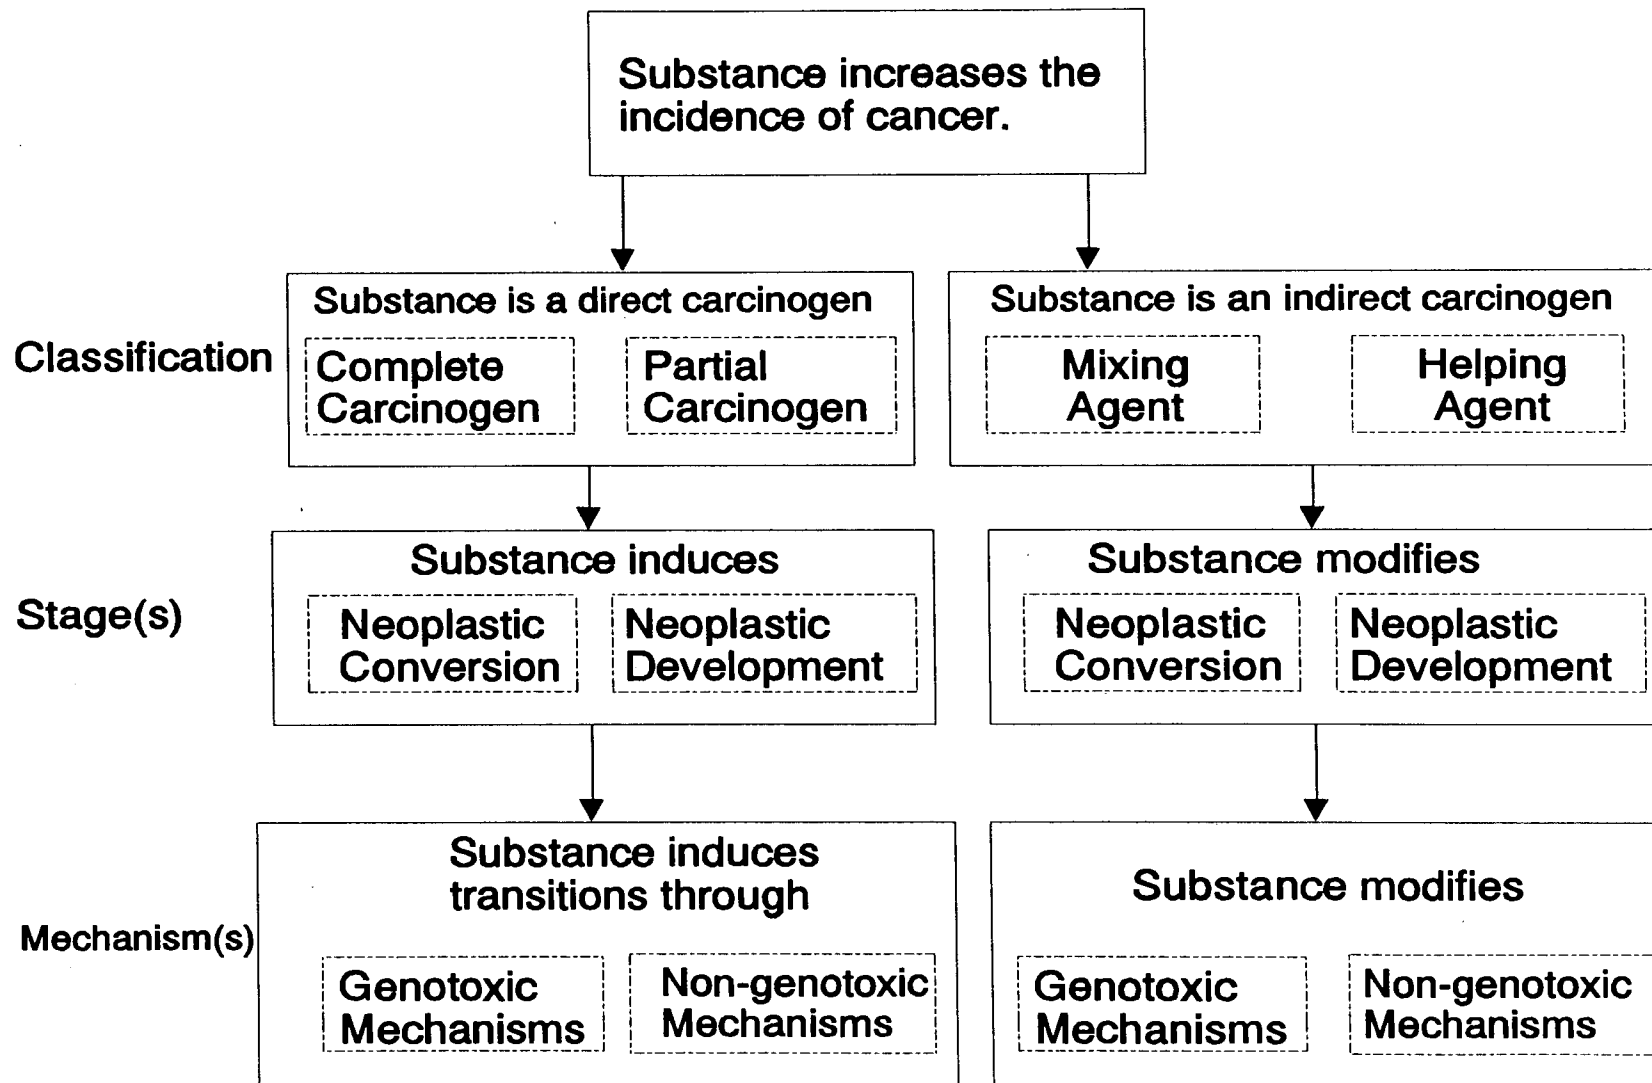 Substance increases the
incidence of cancer.
Classification
Substance is a direct carcinogen
Complete
Carcinogen
Partial
Carcinogen
Substance is an indirect carcinogen
Mixing
Agent
Helping
Agent
Stage(s)
Substance induces
Neoplastic
Conversion
Neoplastic
Development
Substance modifies
Neoplastic
Conversion
Neoplastic
Development
Mechanism(s)
Substance induces
transitions through
Genotoxic
Mechanisms
Non-genotoxic
Mechanisms
Substance modifies
Genotoxic
Mechanisms
Non-genotoxic
Mechanisms